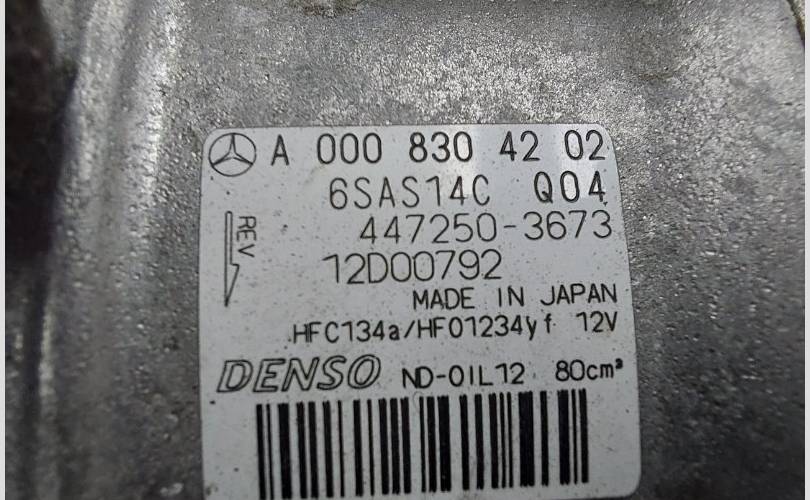 A 000 830 42 02
6SAS14C Q04
REV
447250-3673
12D00792
MADE IN JAPAN
HFC134a/HFO1234yf 12V
DENSO ND-OIL12 80cm³